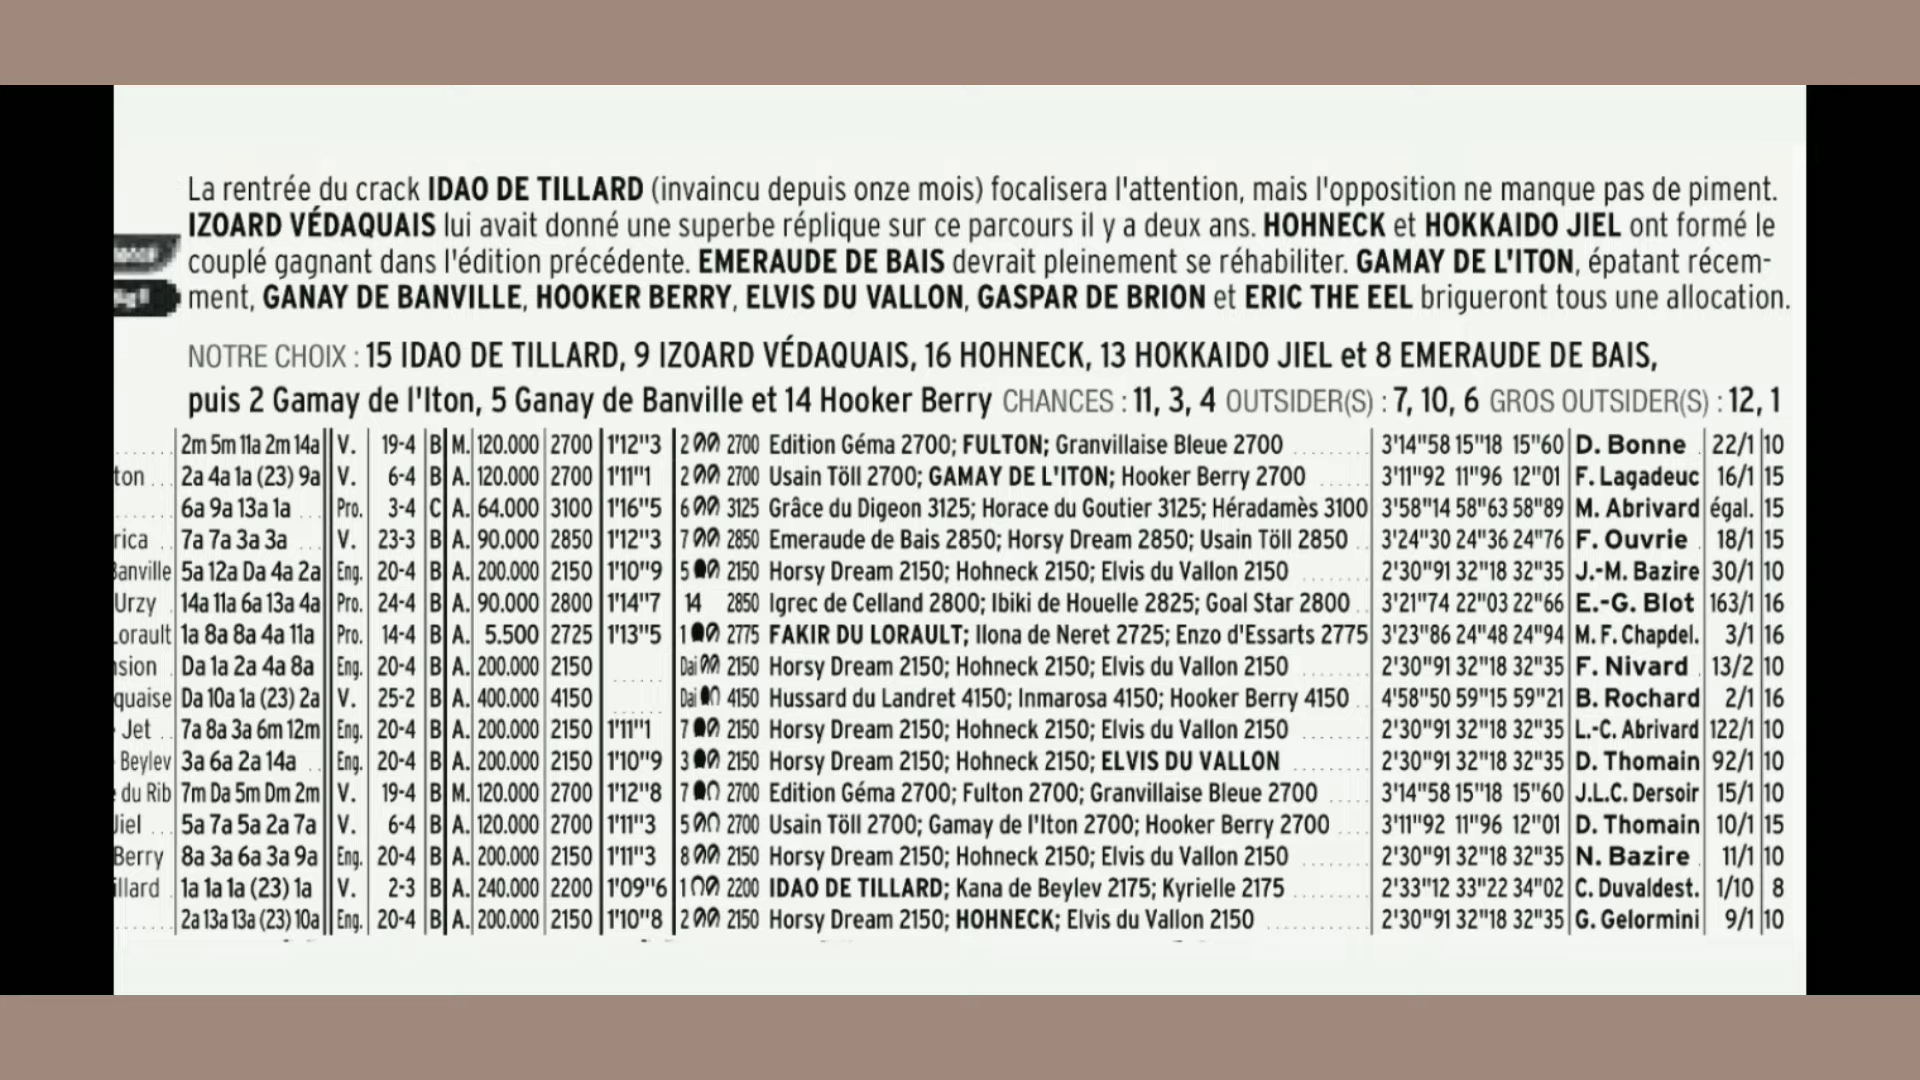 La rentrée du crack IDAO DE TILLARD (invaincu depuis onze mois) focalisera l'attention, mais l'opposition ne manque pas de piment.
IZOARD VÉDAQUAIS lui avait donné une superbe réplique sur ce parcours il y a deux ans. HOHNECK et HOKKAIDO JIEL ont formé le
couplé gagnant dans l'édition précédente. EMERAUDE DE BAIS devrait pleinement se réhabiliter. GAMAY DE L'ITON, épatant récem-
ment, GANAY DE BANVILLE, HOOKER BERRY, ELVIS DU VALLON, GASPAR DE BRION et ERIC THE EEL brigueront tous une allocation.
NOTRE CHOIX : 15 IDAO DE TILLARD, 9 IZOARD VÉDAQUAIS, 16 HOHNECK, 13 HOKKAIDO JIEL et 8 EMERAUDE DE BAIS,
puis 2 Gamay de l'Iton, 5 Ganay de Banville et 14 Hooker Berry CHANCES : 11, 3, 4 OUTSIDER(S) : 7, 10, 6 GROS OUTSIDER(S) : 12, 1
2m 5m 11a 2m 14a V. 19-4 B M. 120.000 2700 1'12"3 2 2700 Edition Géma 2700; FULTON; Granvillaise Bleue 2700 3'14"58 15"18 15"60 D. Bonne 22/1 10
ton 2a 4a 1a (23) 9a V. 6-4 B A. 120.000 2700 1'11"1 2 2700 Usain Töll 2700; GAMAY DE L'ITON; Hooker Berry 2700 3'11"92 11"96 12"01 F. Lagadeuc 16/1 15
6a 9a 13a 1a Pro. 3-4 C A. 64.000 3100 1'16"5 6 3125 Grâce du Digeon 3125; Horace du Goutier 3125; Héradamès 3100 3'58"14 58"63 58"89 M. Abrivard égal. 15
rica 7a 7a 3a 3a V. 23-3 B A. 90.000 2850 1'12"3 7 2850 Emeraude de Bais 2850; Horsy Dream 2850; Usain Töll 2850 3'24"30 24"36 24"76 F. Ouvrie 18/1 15
Banville 5a 12a Da 4a 2a Eng. 20-4 B A. 200.000 2150 1'10"9 5 2150 Horsy Dream 2150; Hohneck 2150; Elvis du Vallon 2150 2'30"91 32"18 32"35 J.-M. Bazire 30/1 10
Urzy 14a 11a 6a 13a 4a Pro. 24-4 B A. 90.000 2800 1'14"7 14 2850 Igrec de Celland 2800; Ibiki de Houelle 2825; Goal Star 2800 3'21"74 22"03 22"66 E.-G. Blot 163/1 16
Lorault 1a 8a 8a 4a 11a Pro. 14-4 B A. 5.500 2725 1'13"5 1 2775 FAKIR DU LORAULT; Ilona de Neret 2725; Enzo d'Essarts 2775 3'23"86 24"48 24"94 M. F. Chapdel. 3/1 16
nsion Da 1a 2a 4a 8a Eng. 20-4 B A. 200.000 2150 Dai 2150 Horsy Dream 2150; Hohneck 2150; Elvis du Vallon 2150 2'30"91 32"18 32"35 F. Nivard 13/2 10
quaise Da 10a 1a (23) 2a V. 25-2 B A. 400.000 4150 Dai 4150 Hussard du Landret 4150; Inmarosa 4150; Hooker Berry 4150 4'58"50 59"15 59"21 B. Rochard 2/1 16
Jet 7a 8a 3a 6m 12m Eng. 20-4 B A. 200.000 2150 1'11"1 7 2150 Horsy Dream 2150; Hohneck 2150; Elvis du Vallon 2150 2'30"91 32"18 32"35 L.-C. Abrivard 122/1 10
Beylev 3a 6a 2a 14a Eng. 20-4 B A. 200.000 2150 1'10"9 3 2150 Horsy Dream 2150; Hohneck 2150; ELVIS DU VALLON 2'30"91 32"18 32"35 D. Thomain 92/1 10
du Rib 7m Da 5m Dm 2m V. 19-4 B M. 120.000 2700 1'12"8 7 2700 Edition Géma 2700; Fulton 2700; Granvillaise Bleue 2700 3'14"58 15"18 15"60 J.L.C. Dersoir 15/1 10
Jiel 5a 7a 5a 2a 7a V. 6-4 B A. 120.000 2700 1'11"3 5 2700 Usain Töll 2700; Gamay de l'Iton 2700; Hooker Berry 2700 3'11"92 11"96 12"01 D. Thomain 10/1 15
Berry 8a 3a 6a 3a 9a Eng. 20-4 B A. 200.000 2150 1'11"3 8 2150 Horsy Dream 2150; Hohneck 2150; Elvis du Vallon 2150 2'30"91 32"18 32"35 N. Bazire 11/1 10
illard 1a 1a 1a (23) 1a V. 2-3 B A. 240.000 2200 1'09"6 1 2200 IDAO DE TILLARD; Kana de Beylev 2175; Kyrielle 2175 2'33"12 33"22 34"02 C. Duvaldest. 1/10 8
2a 13a 13a (23) 10a Eng. 20-4 B A. 200.000 2150 1'10"8 2 2150 Horsy Dream 2150; HOHNECK; Elvis du Vallon 2150 2'30"91 32"18 32"35 G. Gelormini 9/1 10